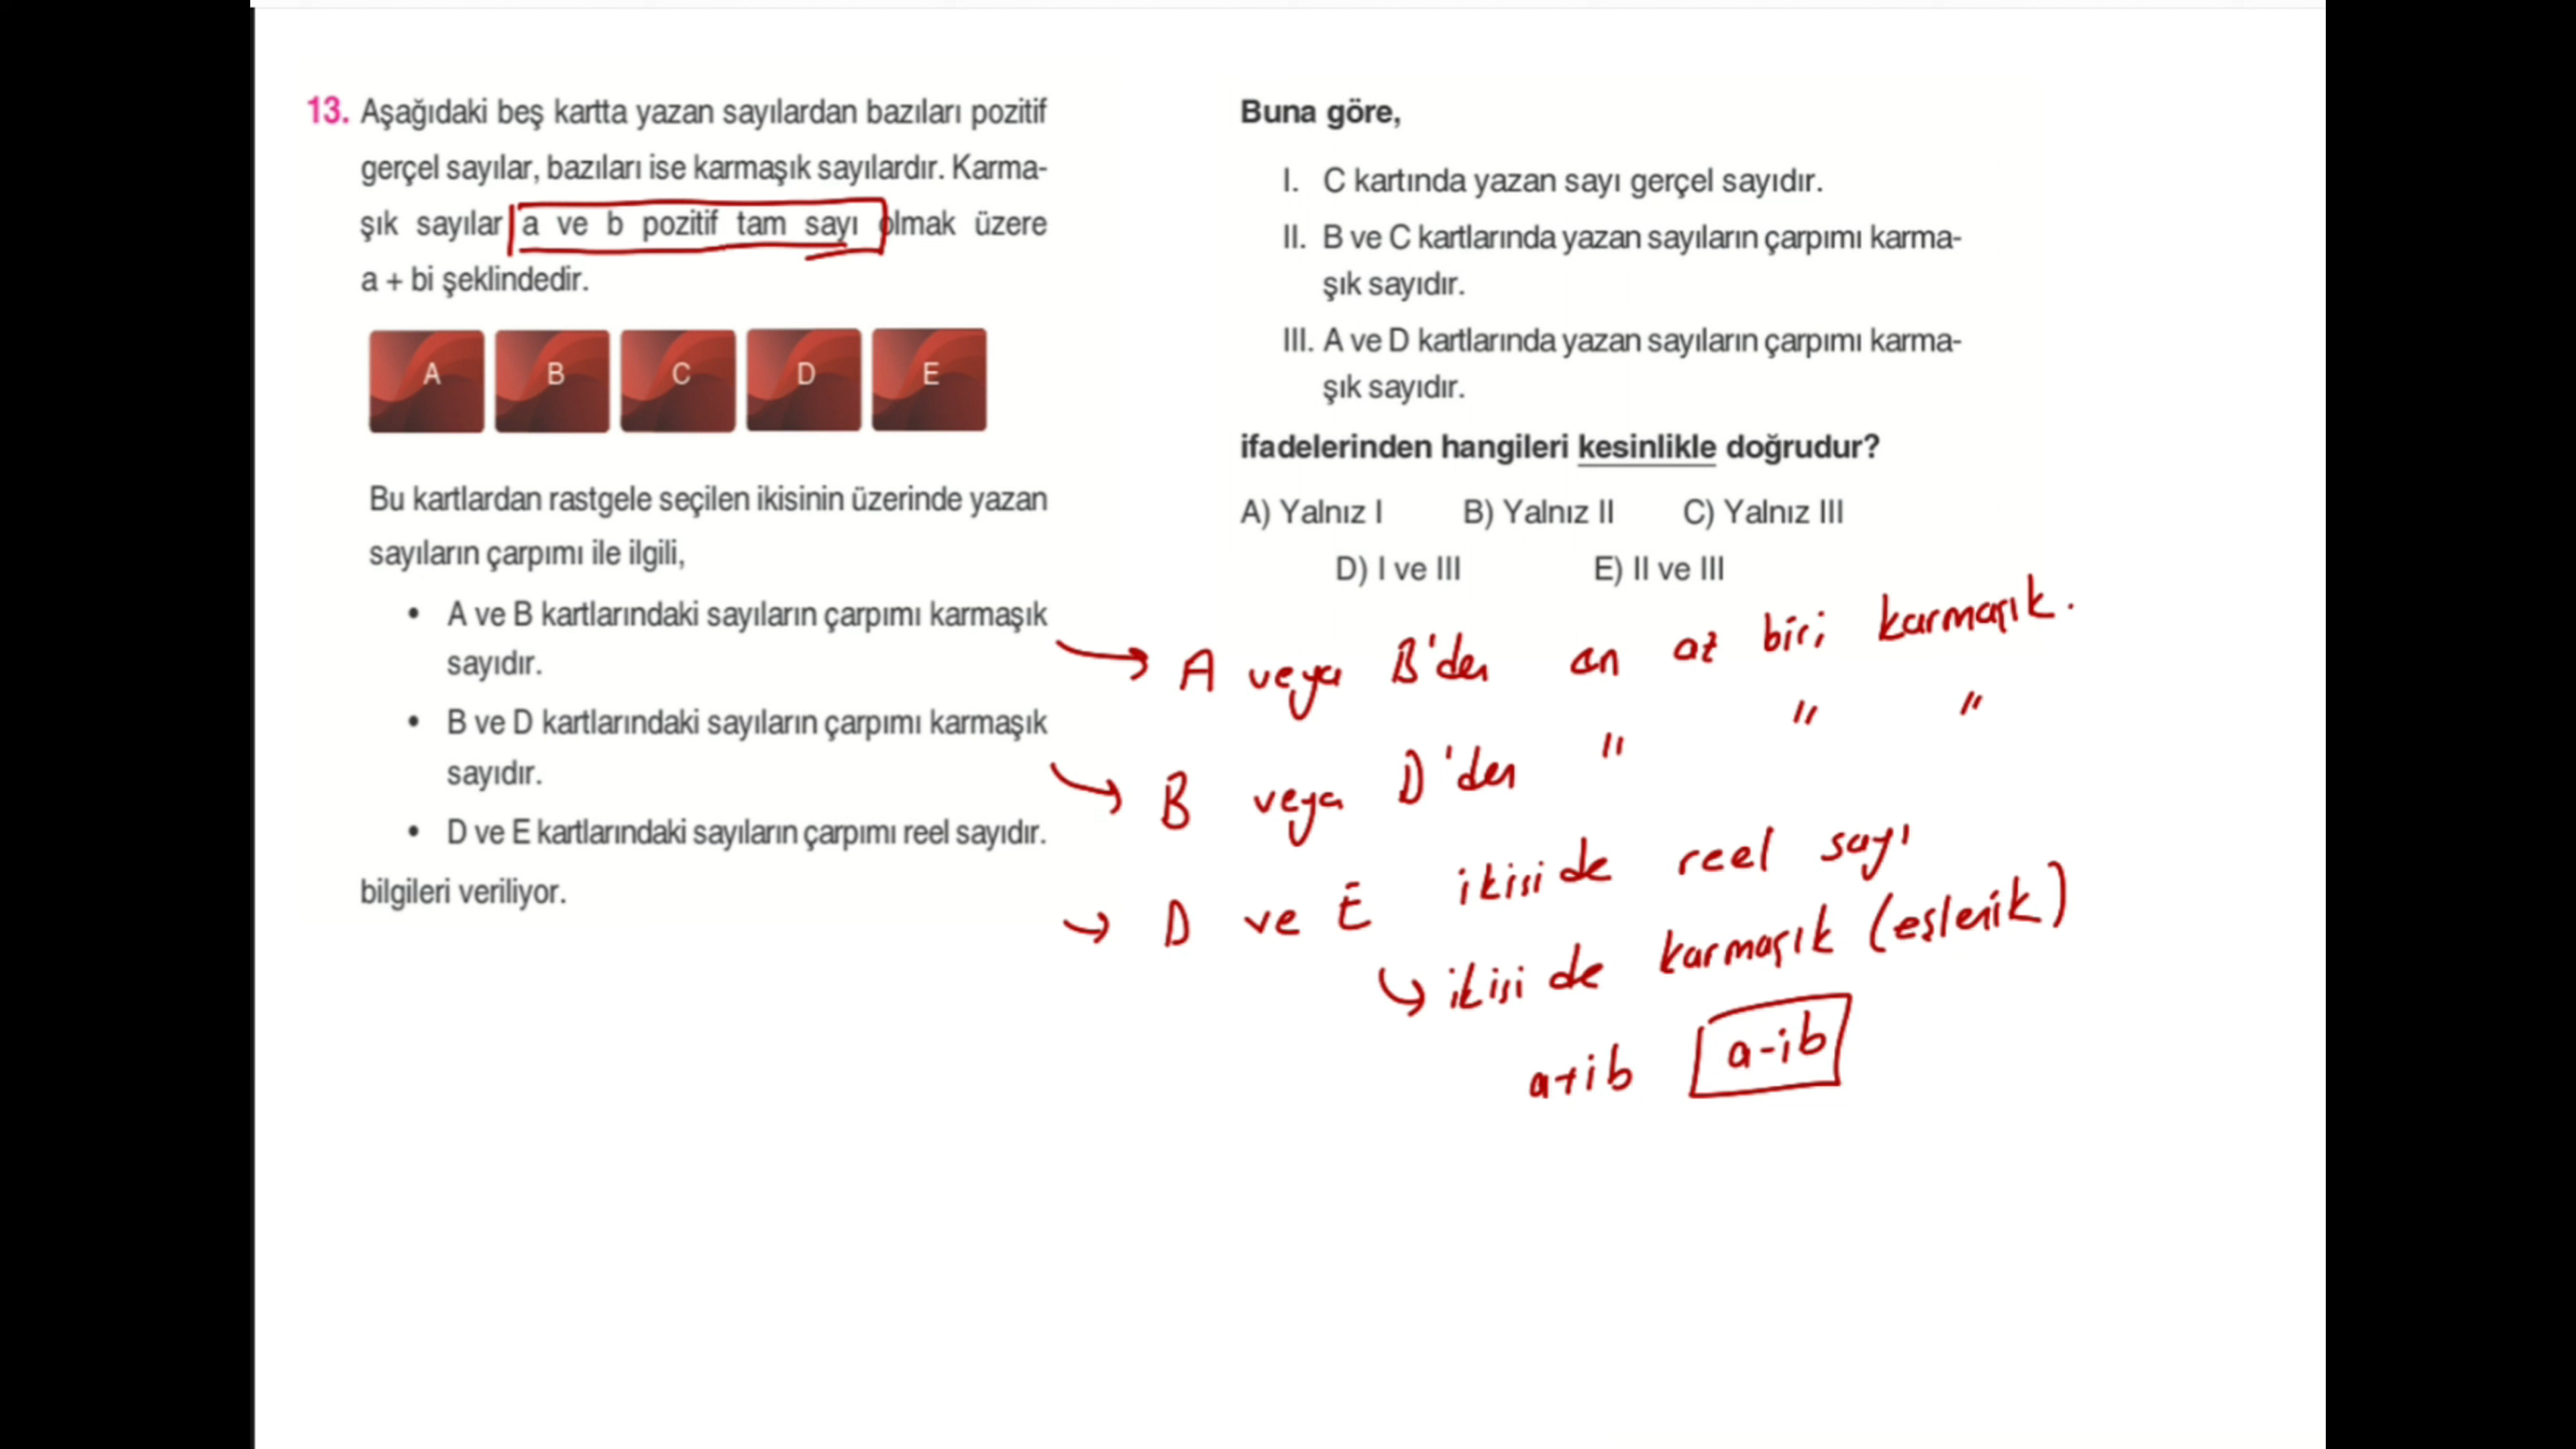 13. Aşağıdaki beş kartta yazan sayılardan bazıları pozitif
gerçel sayılar, bazıları ise karmaşık sayılardır. Karma-
şık sayılar a ve b pozitif tam sayı olmak üzere
a + bi şeklindedir.
A B C D E
Bu kartlardan rastgele seçilen ikisinin üzerinde yazan
sayıların çarpımı ile ilgili,
• A ve B kartlarındaki sayıların çarpımı karmaşık
sayıdır.
• B ve D kartlarındaki sayıların çarpımı karmaşık
sayıdır.
• D ve E kartlarındaki sayıların çarpımı reel sayıdır.
bilgileri veriliyor.
Buna göre,
I. C kartında yazan sayı gerçel sayıdır.
II. B ve C kartlarında yazan sayıların çarpımı karma-
şık sayıdır.
III. A ve D kartlarında yazan sayıların çarpımı karma-
şık sayıdır.
ifadelerinden hangileri kesinlikle doğrudur?
A) Yalnız I B) Yalnız II C) Yalnız III
D) I ve III E) II ve III
→ A veya B'den en az biri karmaşık.
→ B veya D'den " " "
→ D ve E ikisi de reel sayı
↳ ikisi de karmaşık (eşlenik)
a+ib a-ib